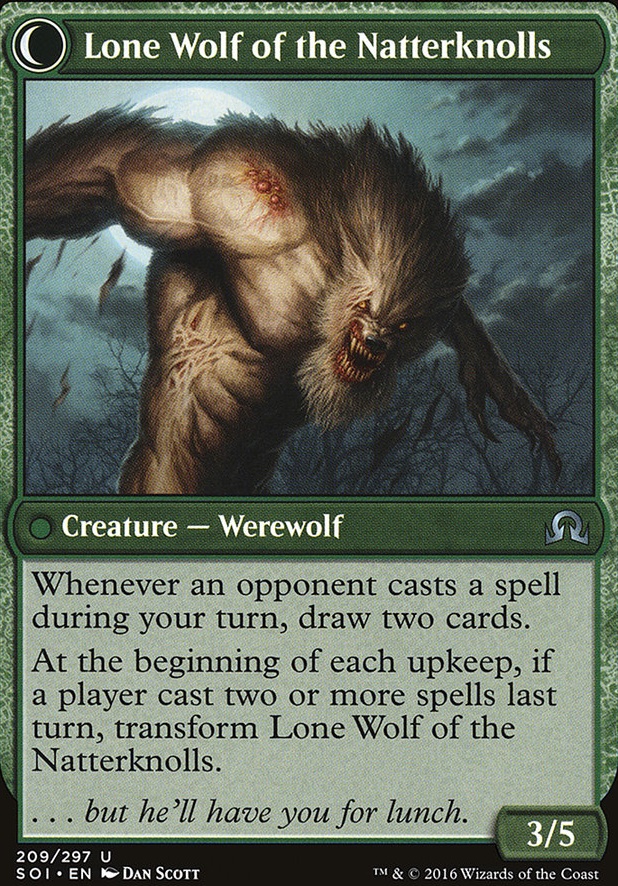 Lone Wolf of the Natterknolls
Creature — Werewolf
Whenever an opponent casts a spell
during your turn, draw two cards.
At the beginning of each upkeep, if
a player cast two or more spells last
turn, transform Lone Wolf of the
Natterknolls.
. . . but he'll have you for lunch.
3/5
209/297 U
SOI • EN Dan Scott
™ & © 2016 Wizards of the Coast